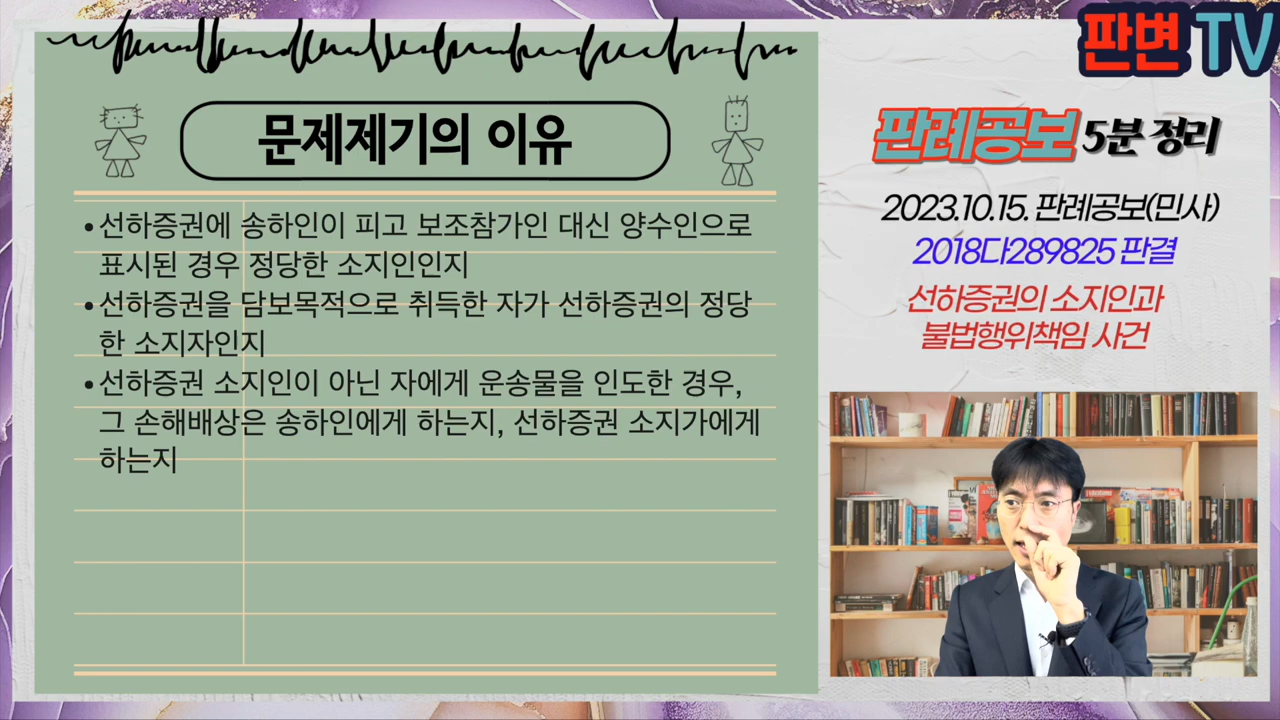 판변 TV
문제제기의 이유
• 선하증권에 송하인이 피고 보조참가인 대신 양수인으로
표시된 경우 정당한 소지인인지
• 선하증권을 담보목적으로 취득한 자가 선하증권의 정당
한 소지자인지
• 선하증권 소지인이 아닌 자에게 운송물을 인도한 경우,
그 손해배상은 송하인에게 하는지, 선하증권 소지가에게
하는지
판례공보 5분 정리
2023.10.15. 판례공보(민사)
2018다289825 판결
선하증권의 소지인과
불법행위책임 사건